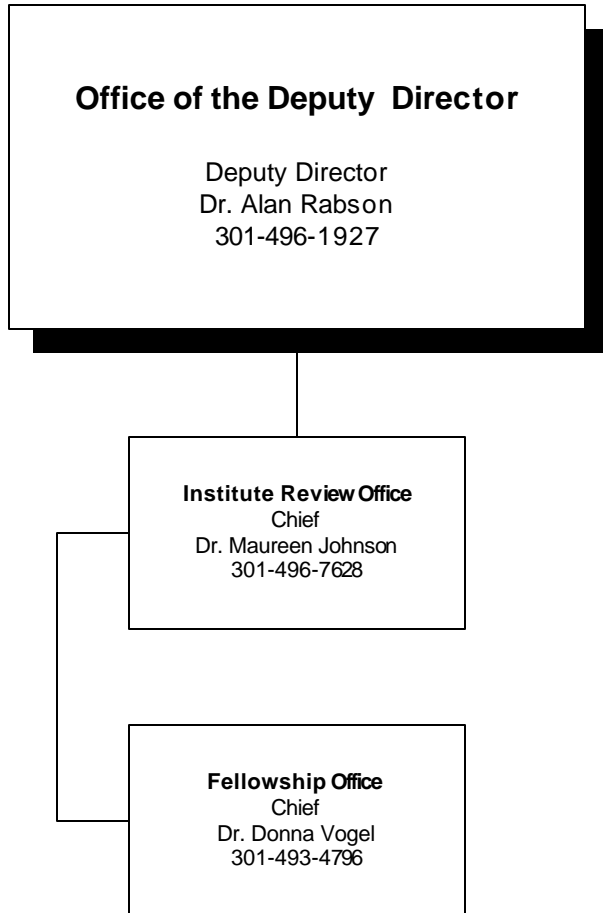 Office of the Deputy Director
Deputy Director
Dr. Alan Rabson
301-496-1927
Institute Review Office
Chief
Dr. Maureen Johnson
301-496-7628
Fellowship Office
Chief
Dr. Donna Vogel
301-493-4796